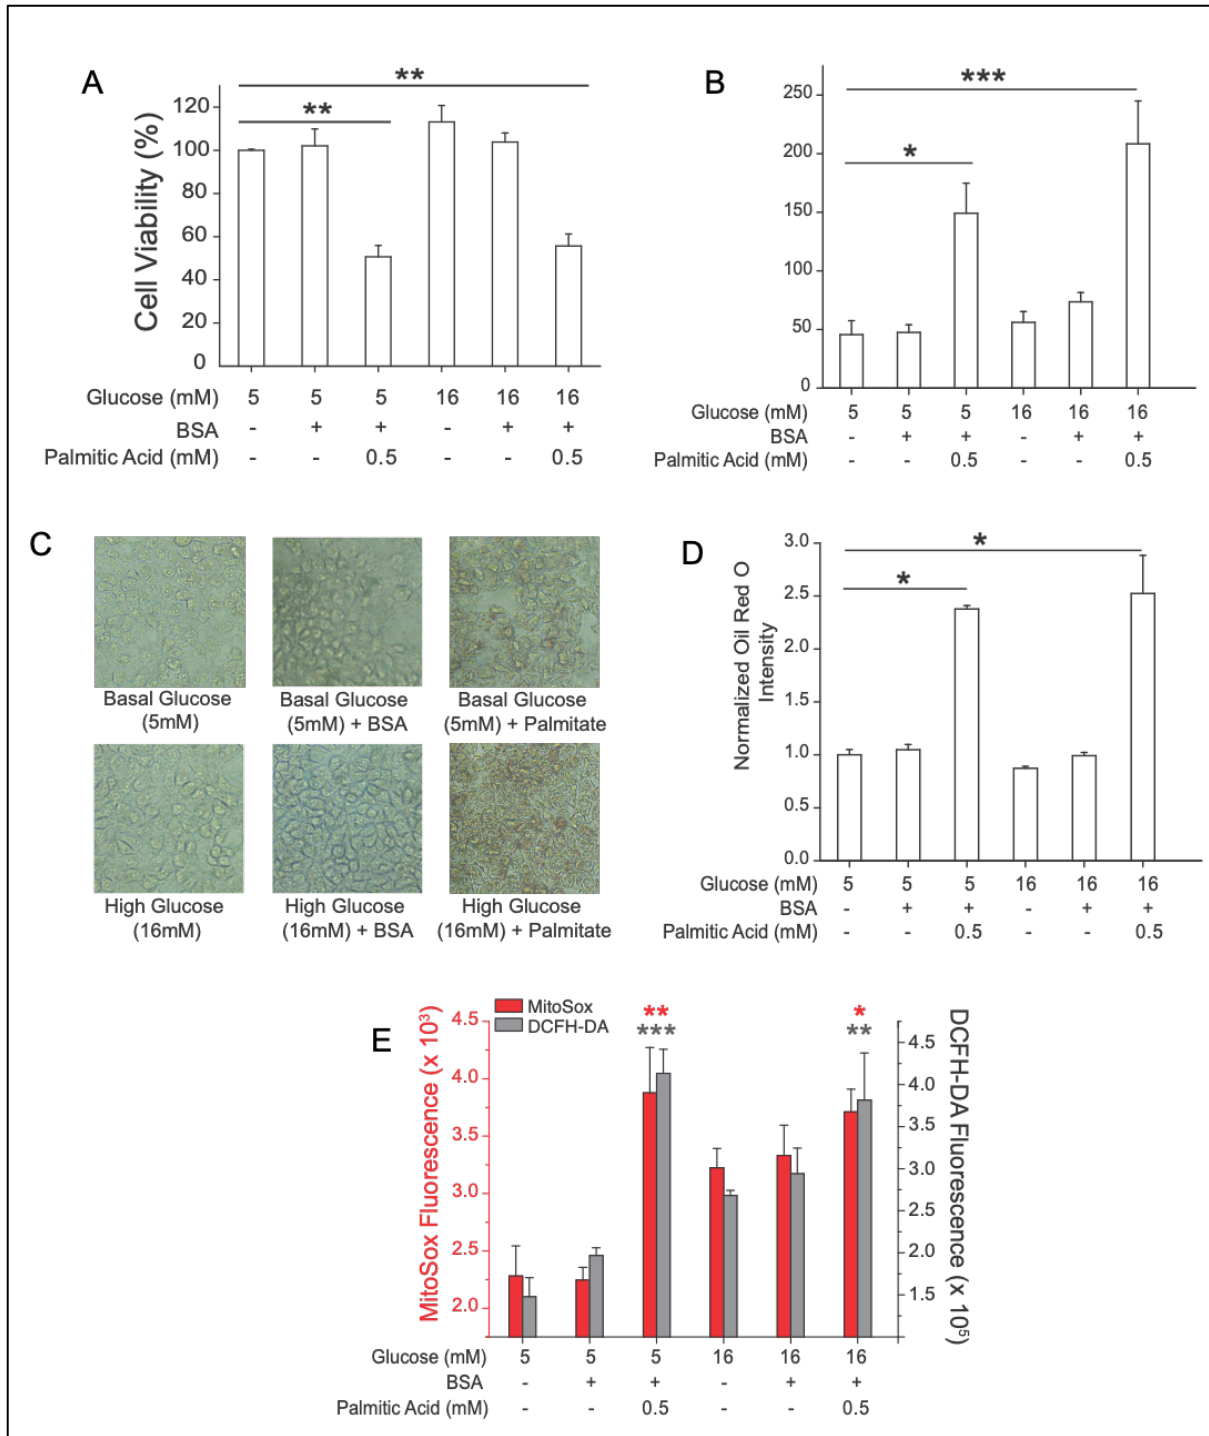 A
**
**
Cell Viability (%)
120
100
80
60
40
20
0
Glucose (mM) 5 5 5 16 16 16
BSA - + + - + +
Palmitic Acid (mM) - - 0.5 - - 0.5
B
***
*
250
200
150
100
50
0
Glucose (mM) 5 5 5 16 16 16
BSA - + + - + +
Palmitic Acid (mM) - - 0.5 - - 0.5
C
Basal Glucose
(5mM)
Basal Glucose
(5mM) + BSA
Basal Glucose
(5mM) + Palmitate
High Glucose
(16mM)
High Glucose
(16mM) + BSA
High Glucose
(16mM) + Palmitate
D
*
*
Normalized Oil Red O
Intensity
3.0
2.5
2.0
1.5
1.0
0.5
0.0
Glucose (mM) 5 5 5 16 16 16
BSA - + + - + +
Palmitic Acid (mM) - - 0.5 - - 0.5
E
MitoSox
DCFH-DA
** *
*** **
MitoSox Fluorescence (x 10³)
4.5
4.0
3.5
3.0
2.5
2.0
DCFH-DA Fluorescence (x 10⁵)
4.5
4.0
3.5
3.0
2.5
2.0
1.5
Glucose (mM) 5 5 5 16 16 16
BSA - + + - + +
Palmitic Acid (mM) - - 0.5 - - 0.5